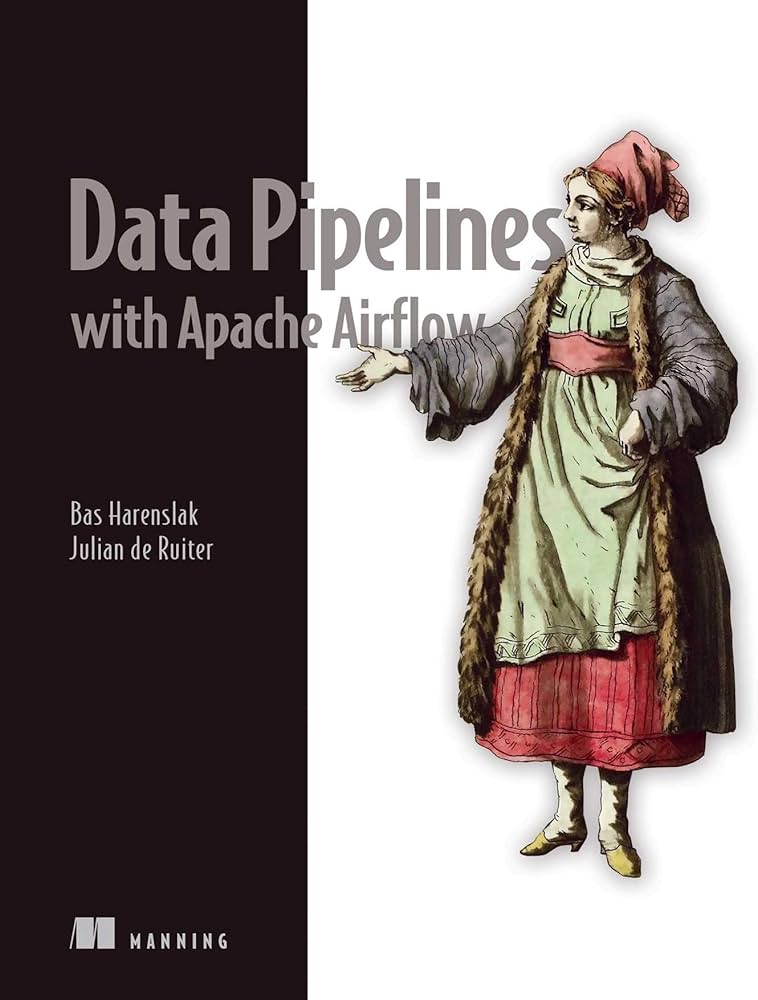 Data Pipelines
with Apache Airflow
Bas Harenslak
Julian de Ruiter
MANNING